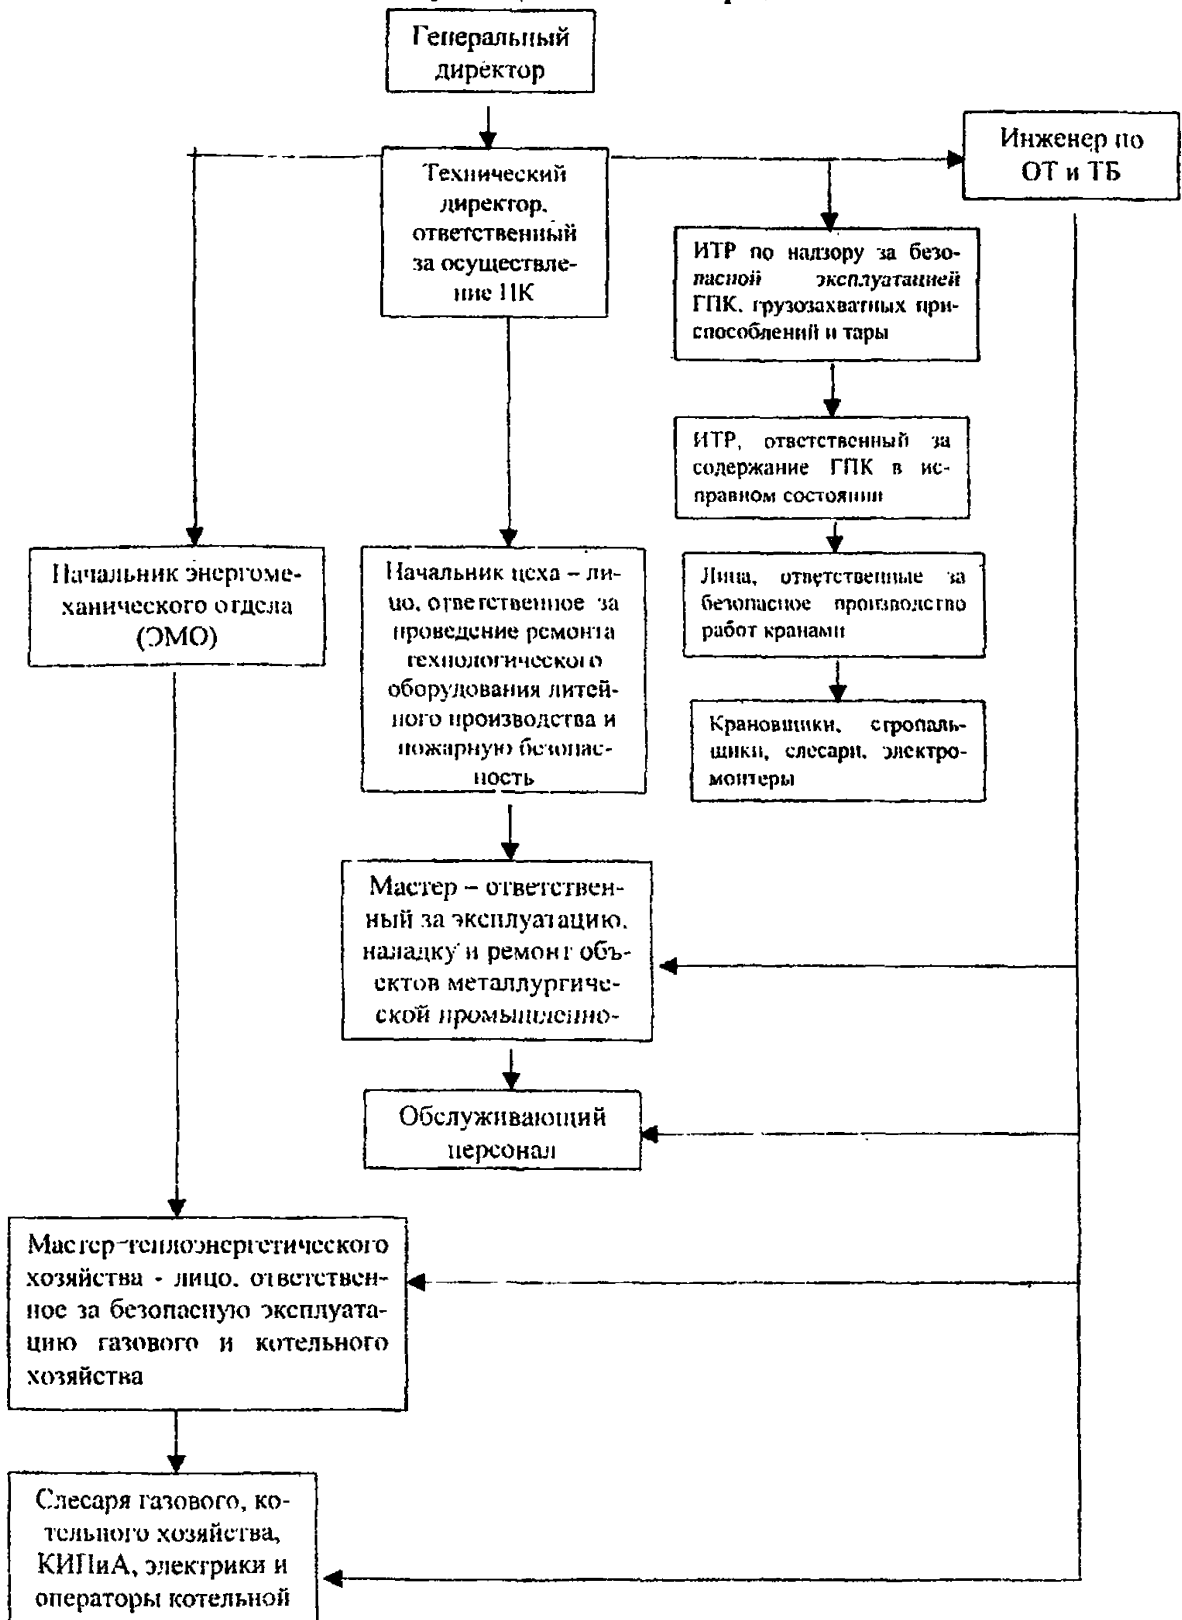 Генеральный
директор
Инженер по
ОТ и ТБ
Технический
директор,
ответственный
за осуществле-
ние ПК
ИТР по надзору за безо-
пасной эксплуатацией
ГПК, грузозахватных при-
способлений и тары
ИТР, ответственный за
содержание ГПК в ис-
правном состоянии
Начальник энергоме-
ханического отдела
(ЭМО)
Начальник цеха – ли-
цо, ответственное за
проведение ремонта
технологического
оборудования литей-
ного производства и
пожарную безопас-
ность
Лица, ответственные за
безопасное производство
работ кранами
Крановщики, стропаль-
щики, слесари, электро-
монтеры
Мастер – ответствен-
ный за эксплуатацию,
наладку и ремонт объ-
ектов металлургиче-
ской промышленно-
Обслуживающий
персонал
Мастер теплоэнергетического
хозяйства - лицо, ответствен-
ное за безопасную эксплуата-
цию газового и котельного
хозяйства
Слесаря газового, ко-
тельного хозяйства,
КИПиА, электрики и
операторы котельной